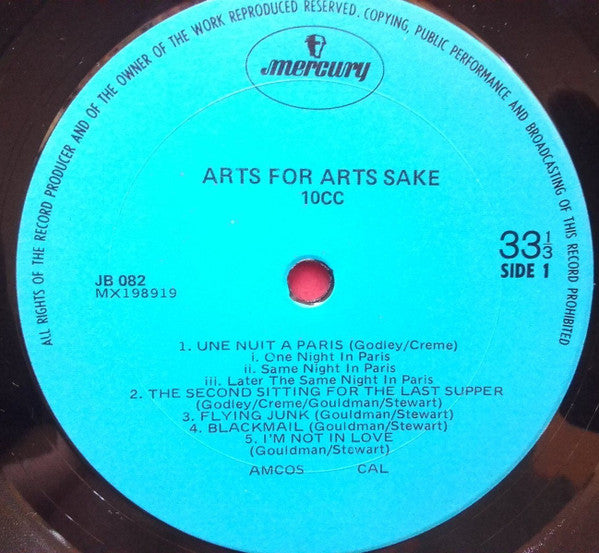 ALL RIGHTS OF THE RECORD PRODUCER AND OF THE OWNER OF THE WORK REPRODUCED RESERVED. COPYING, PUBLIC PERFORMANCE AND BROADCASTING OF THIS RECORD PROHIBITED
mercury
ARTS FOR ARTS SAKE
10CC
33 1/3
SIDE 1
JB 082
MX198919
1. UNE NUIT A PARIS (Godley/Creme)
i. One Night In Paris
ii. Same Night In Paris
iii. Later The Same Night In Paris
2. THE SECOND SITTING FOR THE LAST SUPPER
(Godley/Creme/Gouldman/Stewart)
3. FLYING JUNK (Gouldman/Stewart)
4. BLACKMAIL (Gouldman/Stewart)
5. I'M NOT IN LOVE
(Gouldman/Stewart)
AMCOS CAL